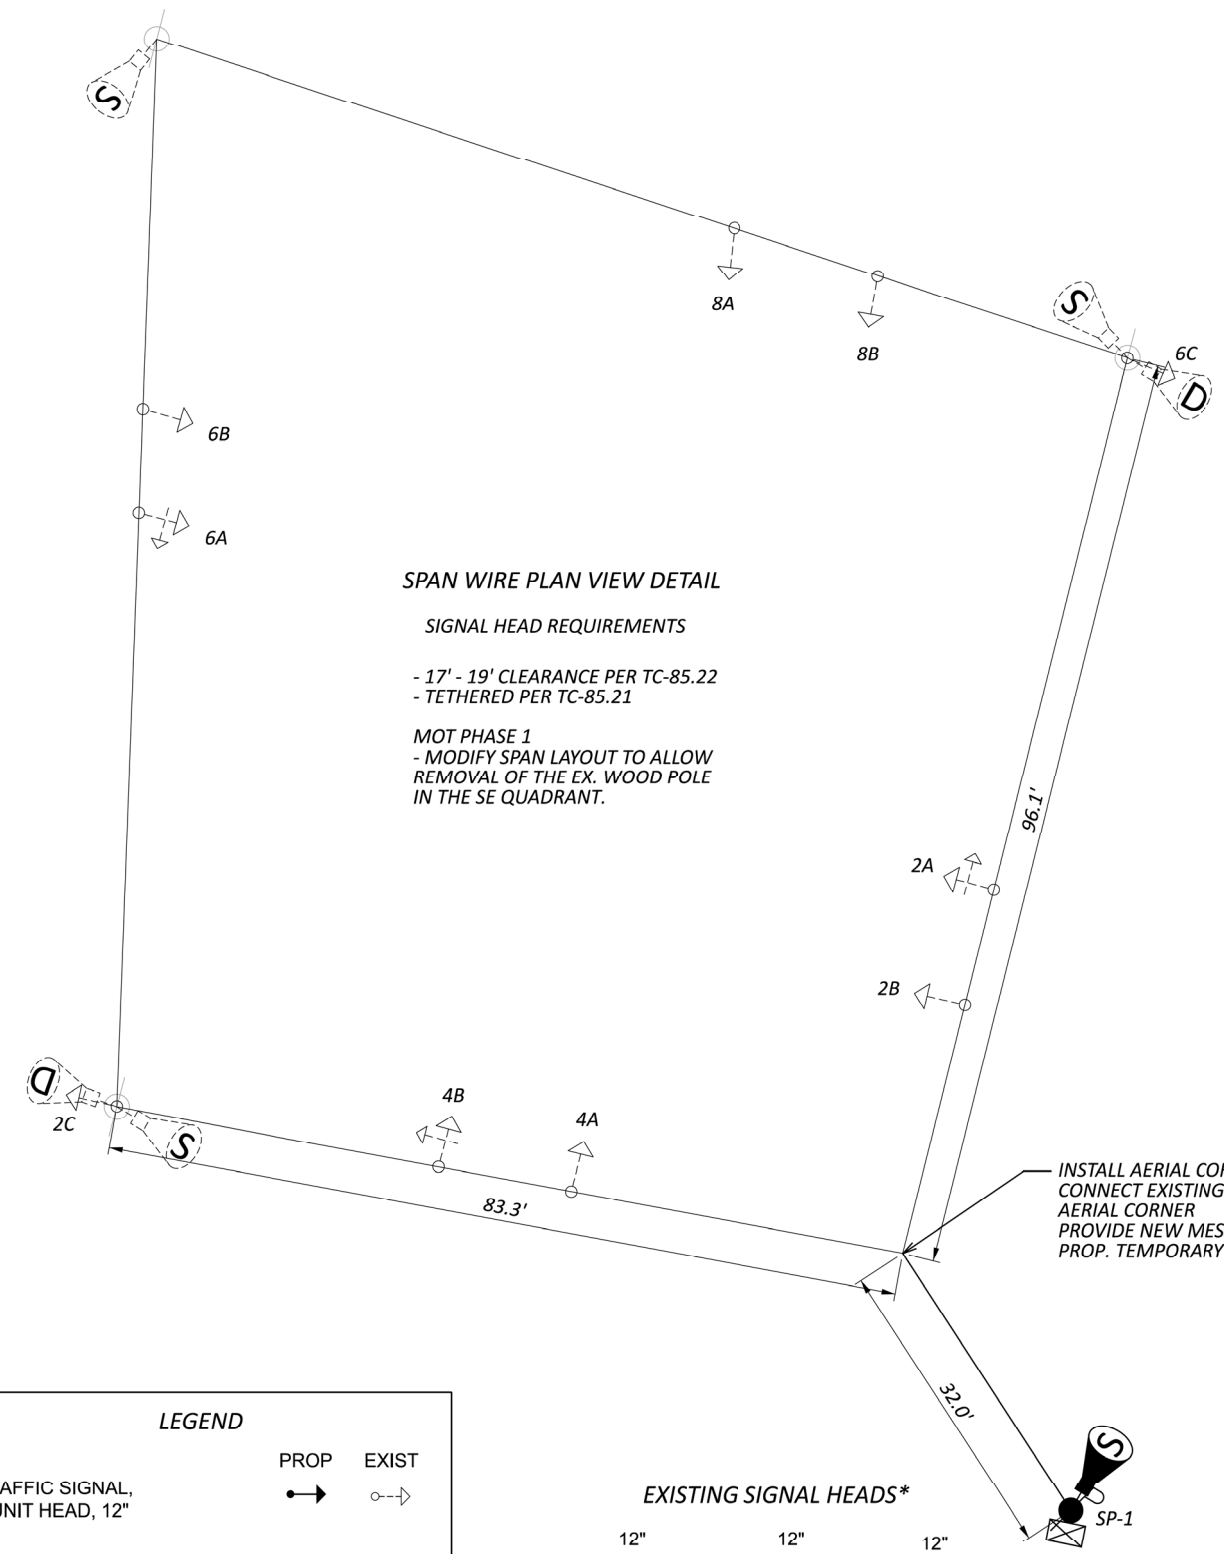 S
8A
8B
S
6C
D
6B
6A
SPAN WIRE PLAN VIEW DETAIL
SIGNAL HEAD REQUIREMENTS
- 17' - 19' CLEARANCE PER TC-85.22
- TETHERED PER TC-85.21
MOT PHASE 1
- MODIFY SPAN LAYOUT TO ALLOW
REMOVAL OF THE EX. WOOD POLE
IN THE SE QUADRANT.
96.1'
2A
2B
D
2C
S
4B
4A
83.3'
INSTALL AERIAL
CONNECT EXISTING
AERIAL CORNER
PROVIDE NEW
PROP. TEMPORARY
32.0'
LEGEND
PROP EXIST
AFFIC SIGNAL,
UNIT HEAD, 12"
EXISTING SIGNAL HEADS*
12" 12" 12"
S
SP-1